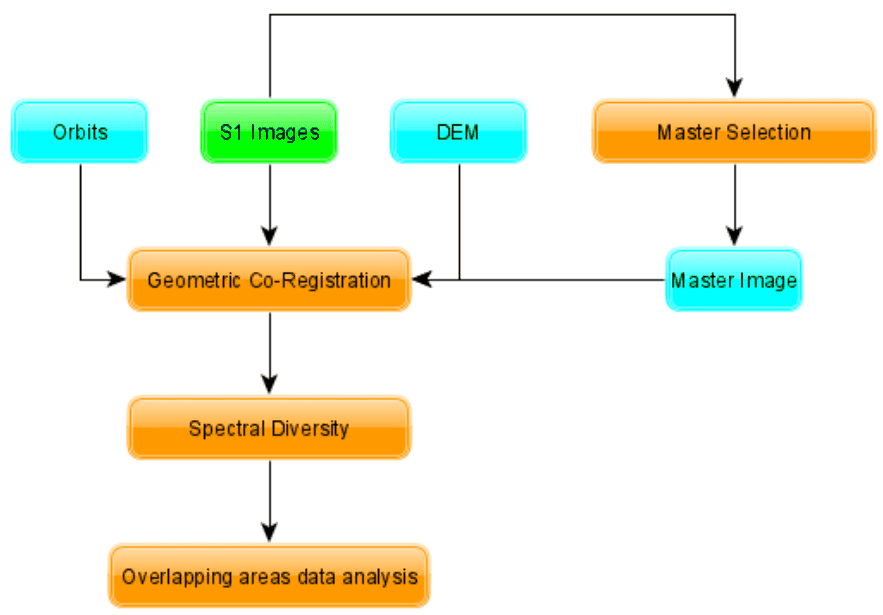 Orbits
S1 Images
DEM
Master Selection
Geometric Co-Registration
Master Image
Spectral Diversity
Overlapping areas data analysis